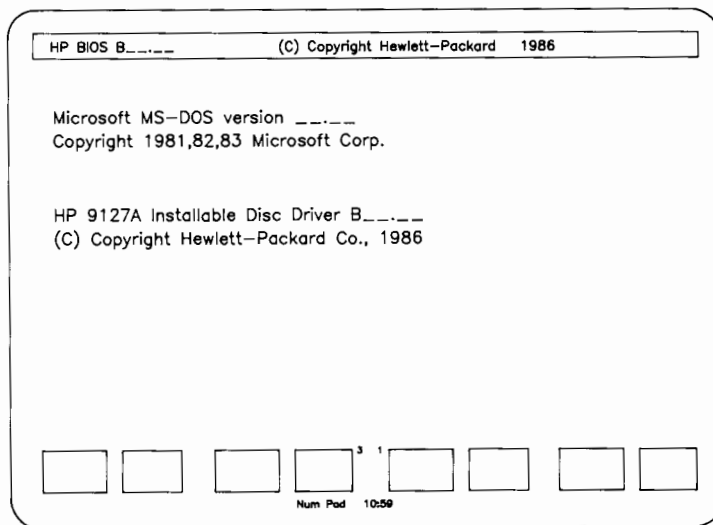 HP BIOS B__.__ (C) Copyright Hewlett-Packard 1986
Microsoft MS-DOS version __.__
Copyright 1981,82,83 Microsoft Corp.
HP 9127A Installable Disc Driver B__.__
(C) Copyright Hewlett-Packard Co., 1986
3 1
Num Pad 10:59